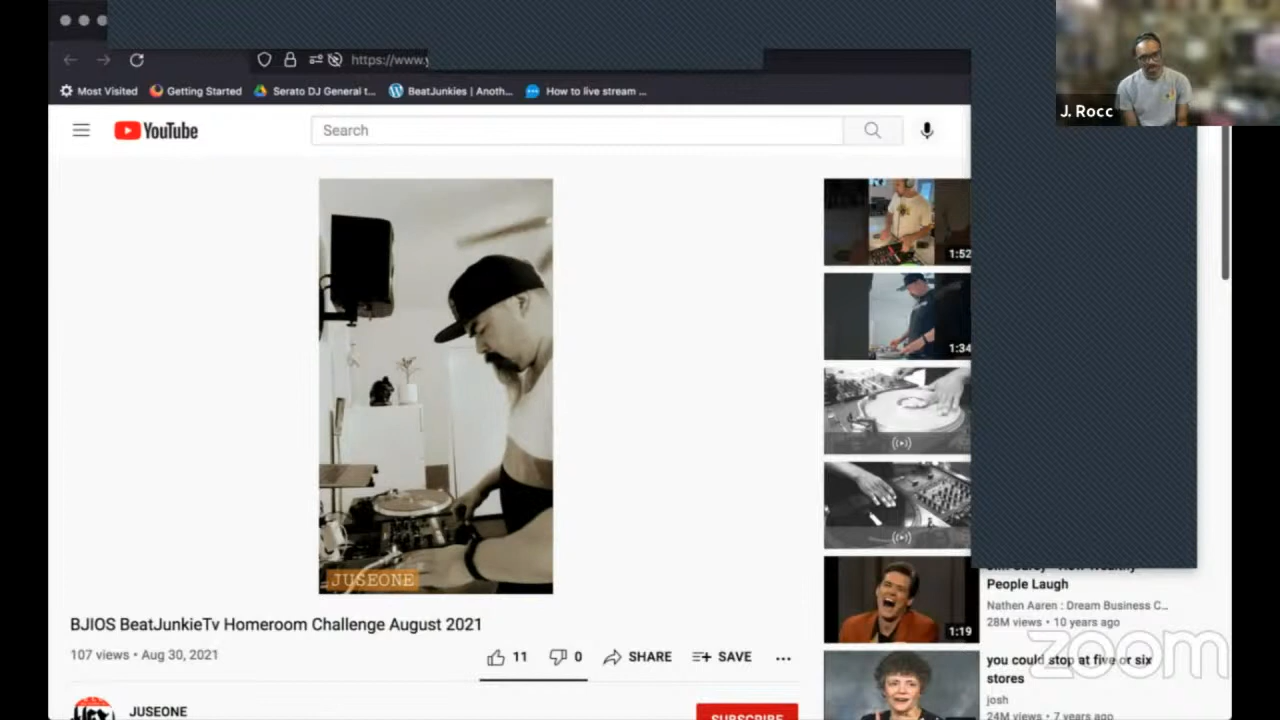 https://www.y
Most Visited
Getting Started
Serato DJ General t...
BeatJunkies | Anoth...
How to live stream ...
J. Rocc
YouTube
Search
1:52
1:34
JUSEONE
1:19
People Laugh
Nathen Aaren : Dream Business C...
28M views • 10 years ago
BJIOS BeatJunkieTv Homeroom Challenge August 2021
107 views • Aug 30, 2021
11
0
SHARE
SAVE
you could stop at five or six
stores
josh
24M views • 7 years ago
JUSEONE
SUBSCRIBE
zoom